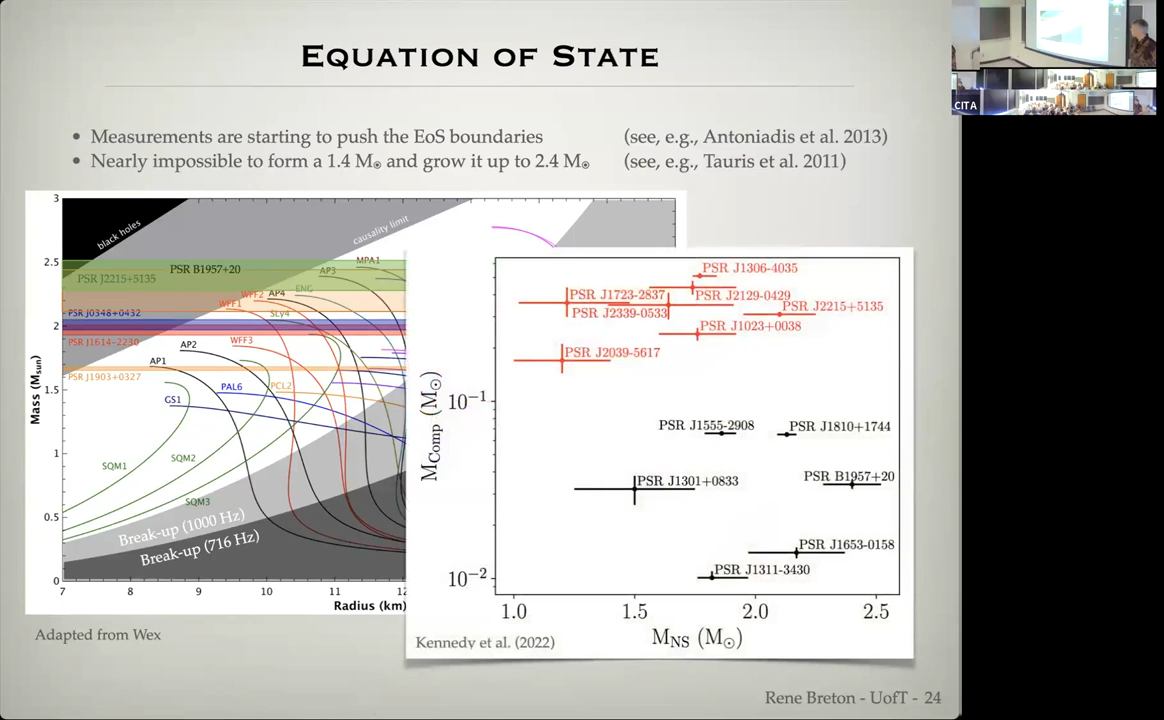 EQUATION OF STATE
• Measurements are starting to push the EoS boundaries (see, e.g., Antoniadis et al. 2013)
• Nearly impossible to form a 1.4 M☉ and grow it up to 2.4 M☉ (see, e.g., Tauris et al. 2011)
CITA
3
2.5
2
1.5
1
0.5
0
Mass (Msun)
black holes
causality limit
PSR B1957+20
PSR J2215+5135
AP3
MPA1
WFF2
AP4
ENG
WFF1
SLy4
PSR J0348+0432
PSR J1614-2230
WFF3
AP2
AP1
PSR J1903+0327
PAL6
PCL2
GS1
SQM1
SQM2
SQM3
Break-up (1000 Hz)
Break-up (716 Hz)
7 8 9 10 11 12
Radius (km)
PSR J1306-4035
PSR J1723-2837
PSR J2129-0429
PSR J2339-0533
PSR J2215+5135
PSR J1023+0038
PSR J2039-5617
10⁻¹
MComp (M☉)
PSR J1555-2908
PSR J1810+1744
PSR J1301+0833
PSR B1957+20
PSR J1653-0158
10⁻²
PSR J1311-3430
1.0 1.5 2.0 2.5
MNS (M☉)
Adapted from Wex
Kennedy et al. (2022)
Rene Breton - UofT - 24